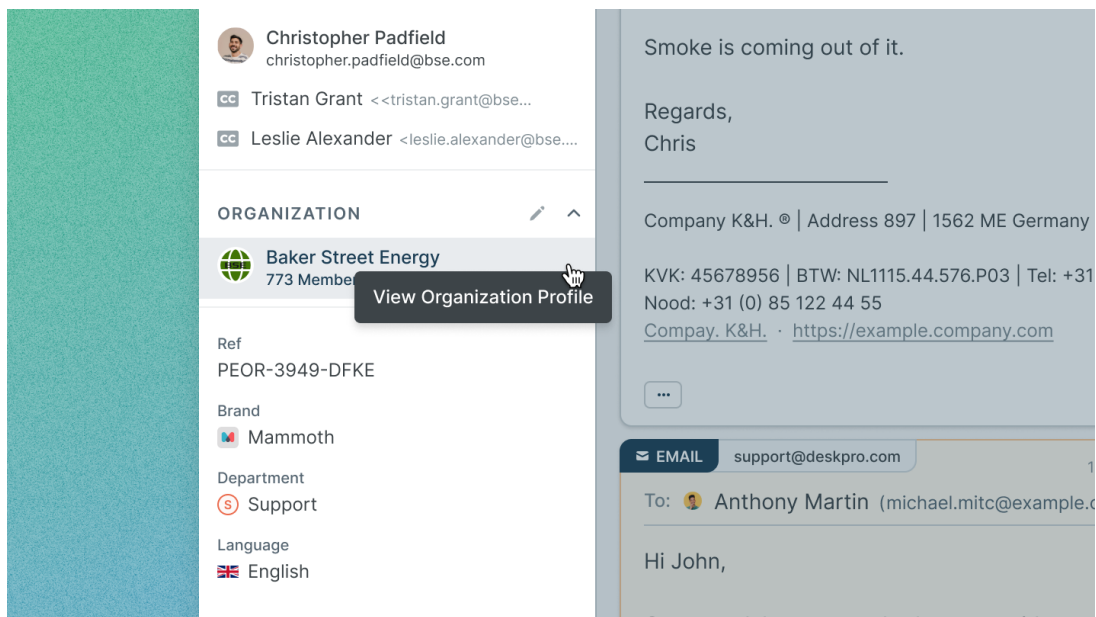 Christopher Padfield
christopher.padfield@bse.com
CC Tristan Grant <<tristan.grant@bse...
CC Leslie Alexander <leslie.alexander@bse....
ORGANIZATION
BSE
Baker Street Energy
773 Member
View Organization Profile
Ref
PEOR-3949-DFKE
Brand
Mammoth
Department
S Support
Language
English
Smoke is coming out of it.
Regards,
Chris
Company K&H. ® | Address 897 | 1562 ME Germany
KVK: 45678956 | BTW: NL1115.44.576.P03 | Tel: +31
Nood: +31 (0) 85 122 44 55
Compay. K&H. · https://example.company.com
...
EMAIL support@deskpro.com
1
To: Anthony Martin (michael.mitc@example.c
Hi John,